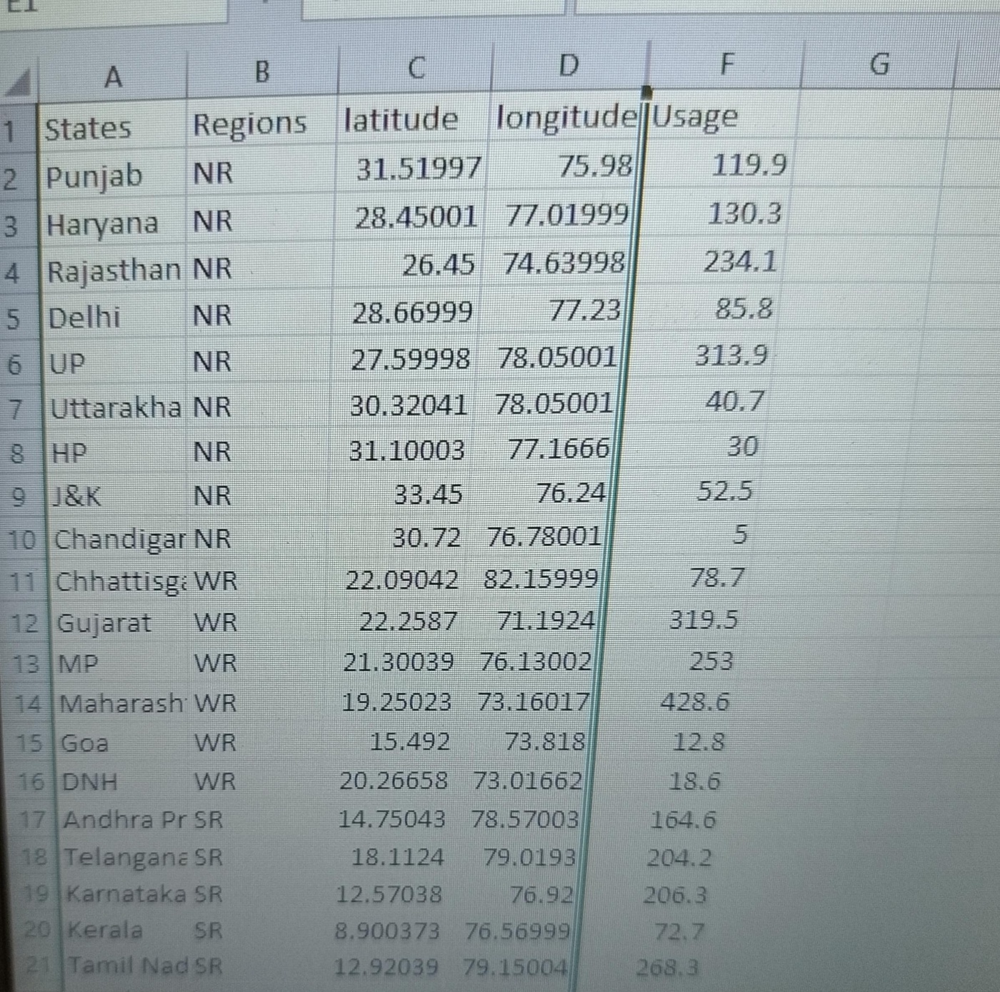 E1
A B C D F G
1 States Regions latitude longitude Usage
2 Punjab NR 31.51997 75.98 119.9
3 Haryana NR 28.45001 77.01999 130.3
4 Rajasthan NR 26.45 74.63998 234.1
5 Delhi NR 28.66999 77.23 85.8
6 UP NR 27.59998 78.05001 313.9
7 Uttarakha NR 30.32041 78.05001 40.7
8 HP NR 31.10003 77.1666 30
9 J&K NR 33.45 76.24 52.5
10 Chandigar NR 30.72 76.78001 5
11 Chhattisga WR 22.09042 82.15999 78.7
12 Gujarat WR 22.2587 71.1924 319.5
13 MP WR 21.30039 76.13002 253
14 Maharash WR 19.25023 73.16017 428.6
15 Goa WR 15.492 73.818 12.8
16 DNH WR 20.26658 73.01662 18.6
17 Andhra Pr SR 14.75043 78.57003 164.6
18 Telangana SR 18.1124 79.0193 204.2
19 Karnataka SR 12.57038 76.92 206.3
20 Kerala SR 8.900373 76.56999 72.7
21 Tamil Nad SR 12.92039 79.15004 268.3